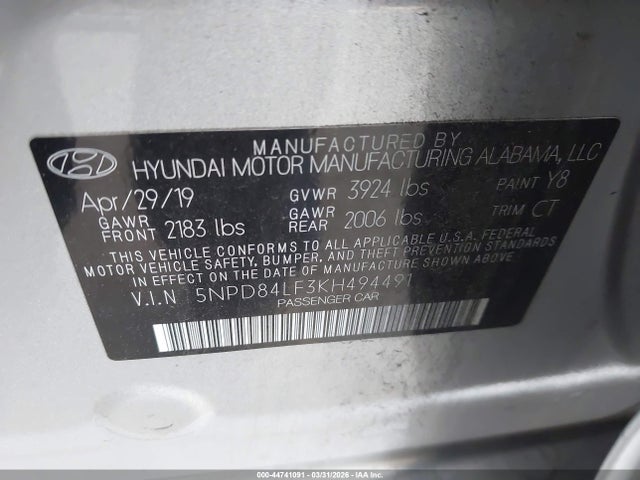 MANUFACTURED BY
HYUNDAI MOTOR MANUFACTURING ALABAMA, LLC
Apr/29/19 GVWR 3924 lbs PAINT Y8
GAWR FRONT 2183 lbs GAWR REAR 2006 lbs TRIM CT
THIS VEHICLE CONFORMS TO ALL APPLICABLE U.S.A. FEDERAL
MOTOR VEHICLE SAFETY, BUMPER, AND THEFT PREVENTION STANDARDS
IN EFFECT ON THE DATE OF MANUFACTURE SHOWN ABOVE.
V.I.N 5NPD84LF3KH494491
PASSENGER CAR
000-44741091 | 03/31/2026 | IAA, Inc.